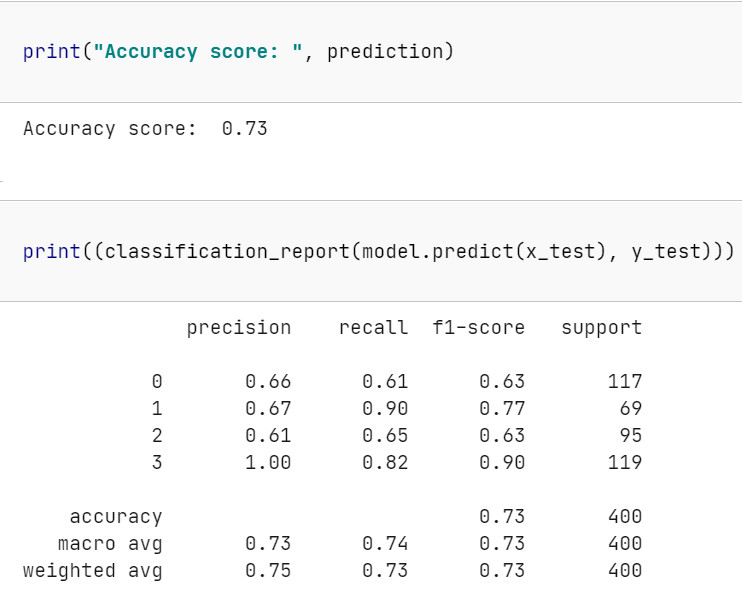 print("Accuracy score: ", prediction)
Accuracy score:  0.73
print((classification_report(model.predict(x_test), y_test)))
precision recall f1-score support
0 0.66 0.61 0.63 117
1 0.67 0.90 0.77 69
2 0.61 0.65 0.63 95
3 1.00 0.82 0.90 119
accuracy 0.73 400
macro avg 0.73 0.74 0.73 400
weighted avg 0.75 0.73 0.73 400